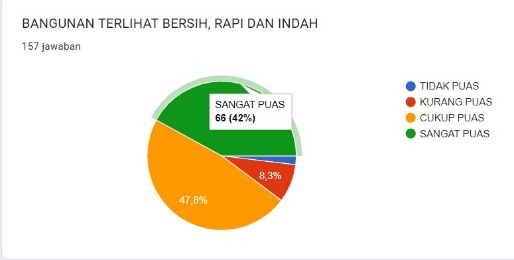 BANGUNAN TERLIHAT BERSIH, RAPI DAN INDAH
157 jawaban
SANGAT PUAS
66 (42%)
8,3%
47,8%
TIDAK PUAS
KURANG PUAS
CUKUP PUAS
SANGAT PUAS